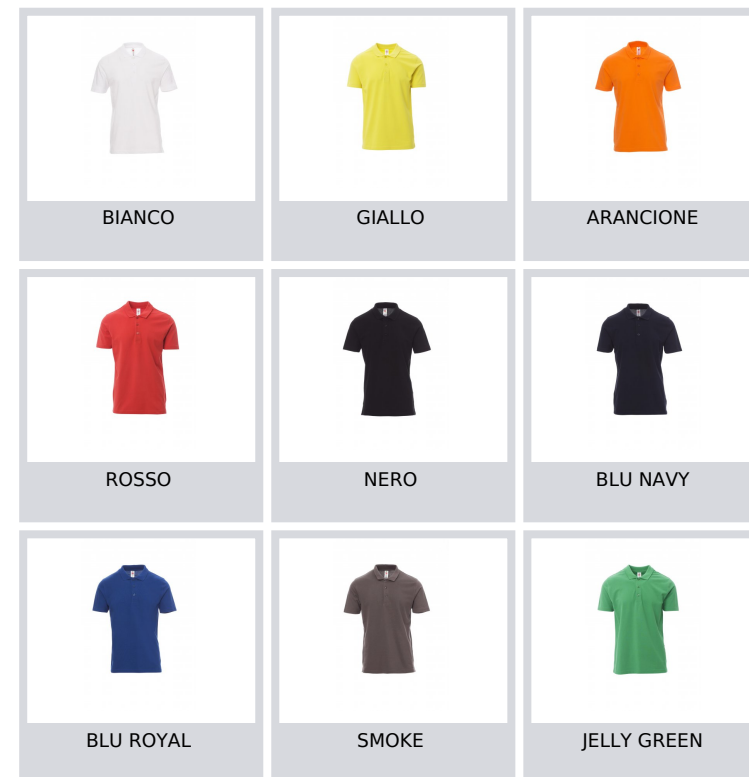 BIANCO
GIALLO
ARANCIONE
ROSSO
NERO
BLU NAVY
BLU ROYAL
SMOKE
JELLY GREEN